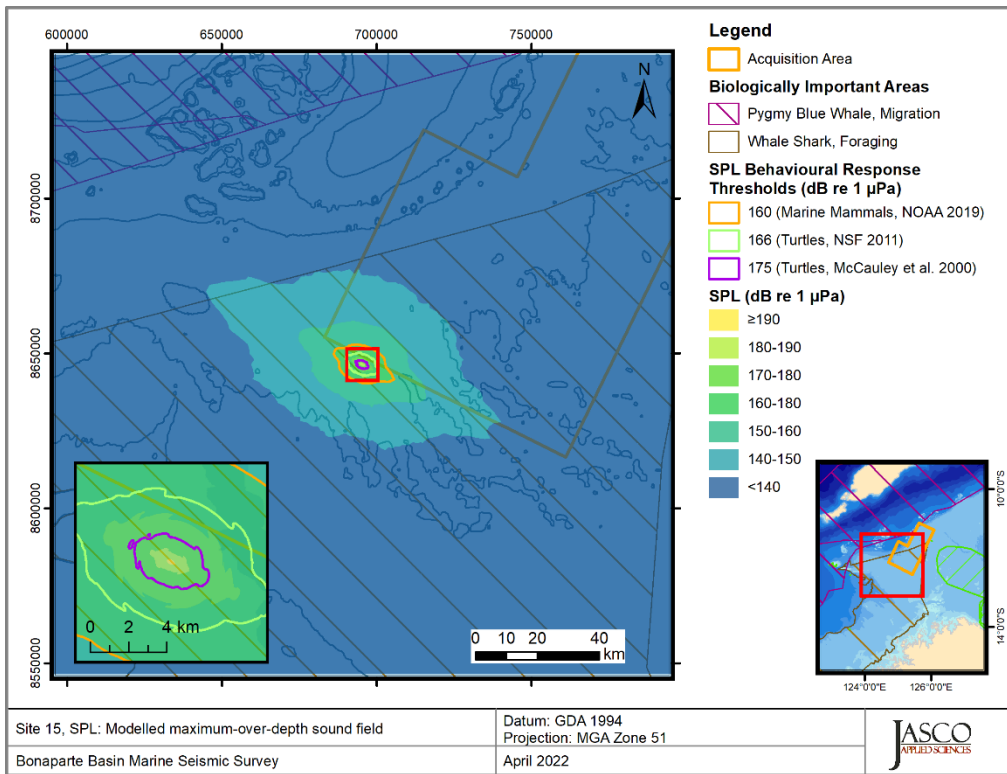 600000
650000
700000
750000
8700000
8650000
8600000
8550000
N
0
2
4 km
0
10
20
40
km
Legend
Acquisition Area
Biologically Important Areas
Pygmy Blue Whale, Migration
Whale Shark, Foraging
SPL Behavioural Response
Thresholds (dB re 1 µPa)
160 (Marine Mammals, NOAA 2019)
166 (Turtles, NSF 2011)
175 (Turtles, McCauley et al. 2000)
SPL (dB re 1 µPa)
≥190
180-190
170-180
160-180
150-160
140-150
<140
10°0'S
14°0'S
124°0'0"E
126°0'0"E
Site 15, SPL: Modelled maximum-over-depth sound field
Datum: GDA 1994
Projection: MGA Zone 51
Bonaparte Basin Marine Seismic Survey
April 2022
JASCO
APPLIED SCIENCES